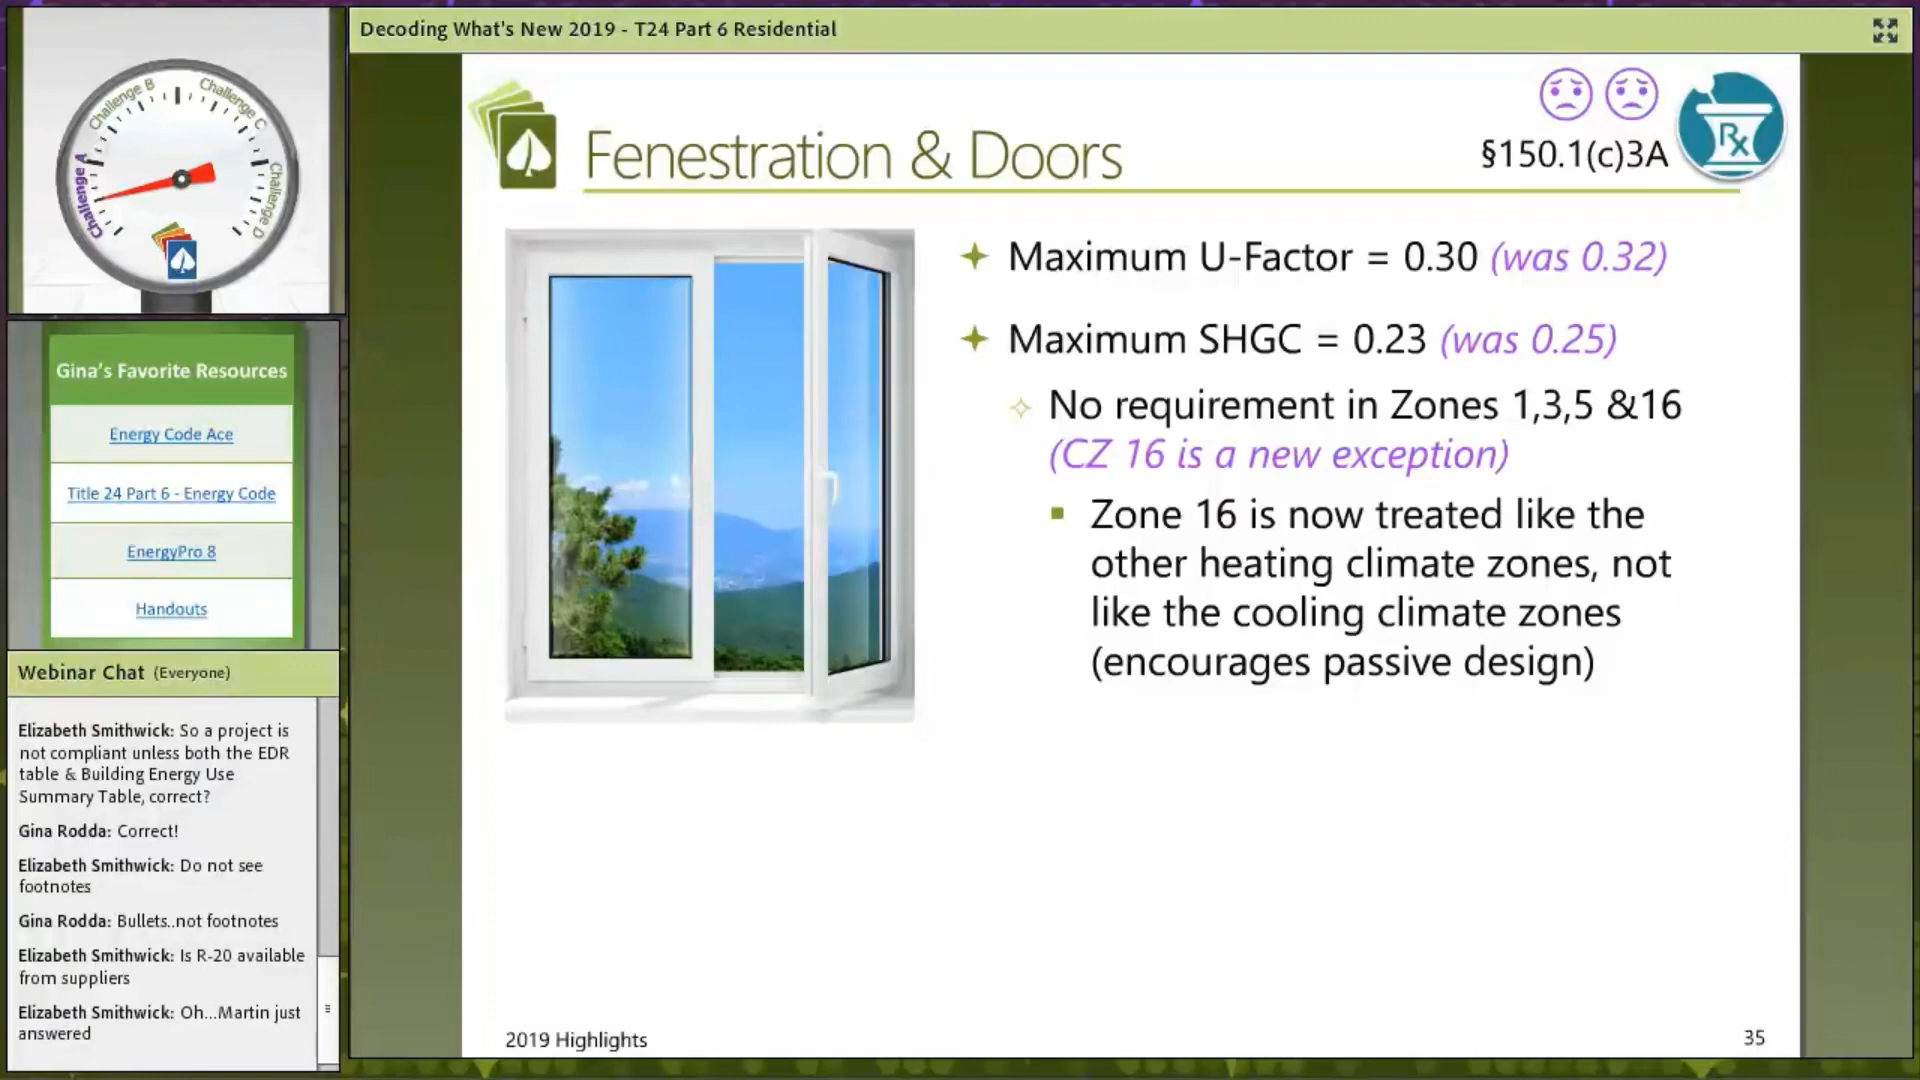 Decoding What's New 2019 - T24 Part 6 Residential
Challenge A
Challenge B
Challenge C
Challenge D
Gina's Favorite Resources
Energy Code Ace
Title 24 Part 6 - Energy Code
EnergyPro 8
Handouts
Webinar Chat (Everyone)
Elizabeth Smithwick: So a project is
not compliant unless both the EDR
table & Building Energy Use
Summary Table, correct?
Gina Rodda: Correct!
Elizabeth Smithwick: Do not see
footnotes
Gina Rodda: Bullets..not footnotes
Elizabeth Smithwick: Is R-20 available
from suppliers
Elizabeth Smithwick: Oh...Martin just
answered
Fenestration & Doors
§150.1(c)3A
Rx
Maximum U-Factor = 0.30 (was 0.32)
Maximum SHGC = 0.23 (was 0.25)
No requirement in Zones 1,3,5 &16
(CZ 16 is a new exception)
Zone 16 is now treated like the
other heating climate zones, not
like the cooling climate zones
(encourages passive design)
2019 Highlights
35